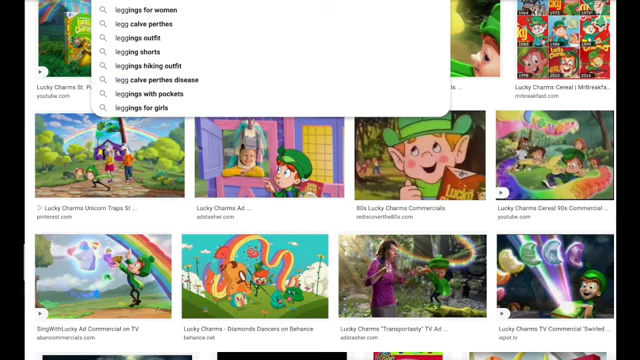 leggings for women
legg calve perthes
leggings outfit
legging shorts
leggings hiking outfit
legg calve perthes disease
leggings with pockets
leggings for girls
Lucky Charms St. P
youtube.com
ls ...
Lucky Charms Cereal | MrBreakfa...
mrbreakfast.com
Lucky Charms Unicorn Traps St ...
pinterest.com
Lucky Charms Ad ...
adstasher.com
80s Lucky Charms Commercials
rediscoverthe80s.com
Lucky Charms Cereal 90s Commercial ...
youtube.com
SingWithLucky Ad Commercial on TV
abancommercials.com
Lucky Charms - Diamonds Dancers on Behance
behance.net
Lucky Charms "Transportasty" TV Ad ...
adstasher.com
Lucky Charms TV Commercial 'Swirled ...
ispot.tv